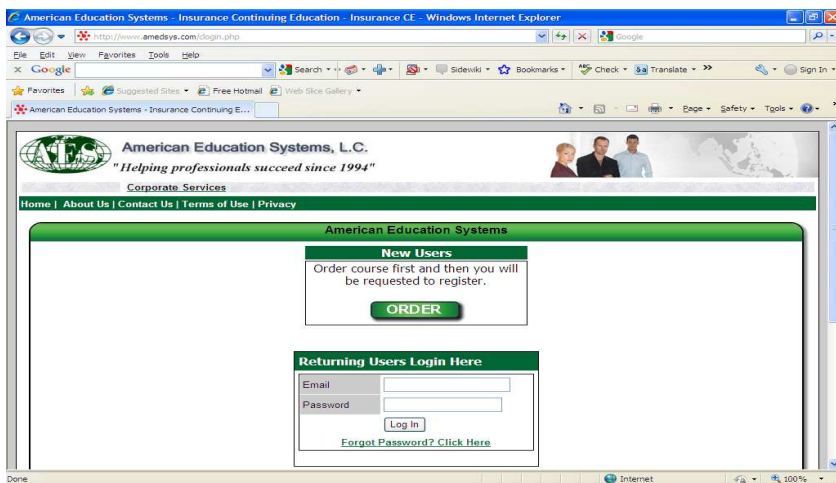 American Education Systems - Insurance Continuing Education - Insurance CE - Windows Internet Explorer
http://www.amedsys.com/clogin.php
Google
File Edit View Favorites Tools Help
x Google Search Sidewiki Bookmarks Check Translate >> Sign In
Favorites Suggested Sites Free Hotmail Web Slice Gallery
American Education Systems - Insurance Continuing E... Page Safety Tools
AES American Education Systems, L.C.
"Helping professionals succeed since 1994"
Corporate Services
Home | About Us | Contact Us | Terms of Use | Privacy
American Education Systems
New Users
Order course first and then you will
be requested to register.
ORDER
Returning Users Login Here
Email
Password
Log In
Forgot Password? Click Here
Done Internet 100%